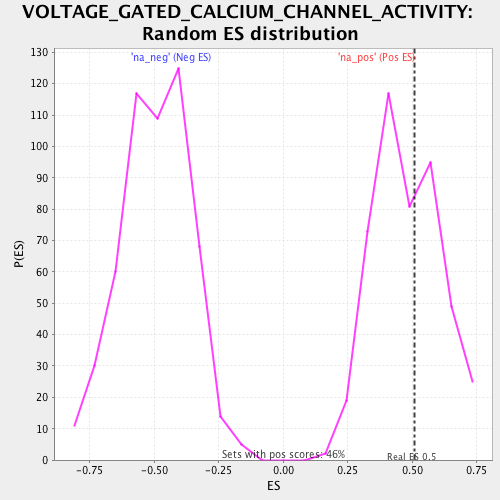 VOLTAGE_GATED_CALCIUM_CHANNEL_ACTIVITY:
Random ES distribution
'na_neg' (Neg ES)
'na_pos' (Pos ES)
130
120
110
100
90
80
70
60
50
40
30
20
10
0
P(ES)
Sets with pos scores: 46%
Real ES 0.5
-0.75
-0.50
-0.25
0.00
0.25
0.50
0.75
ES